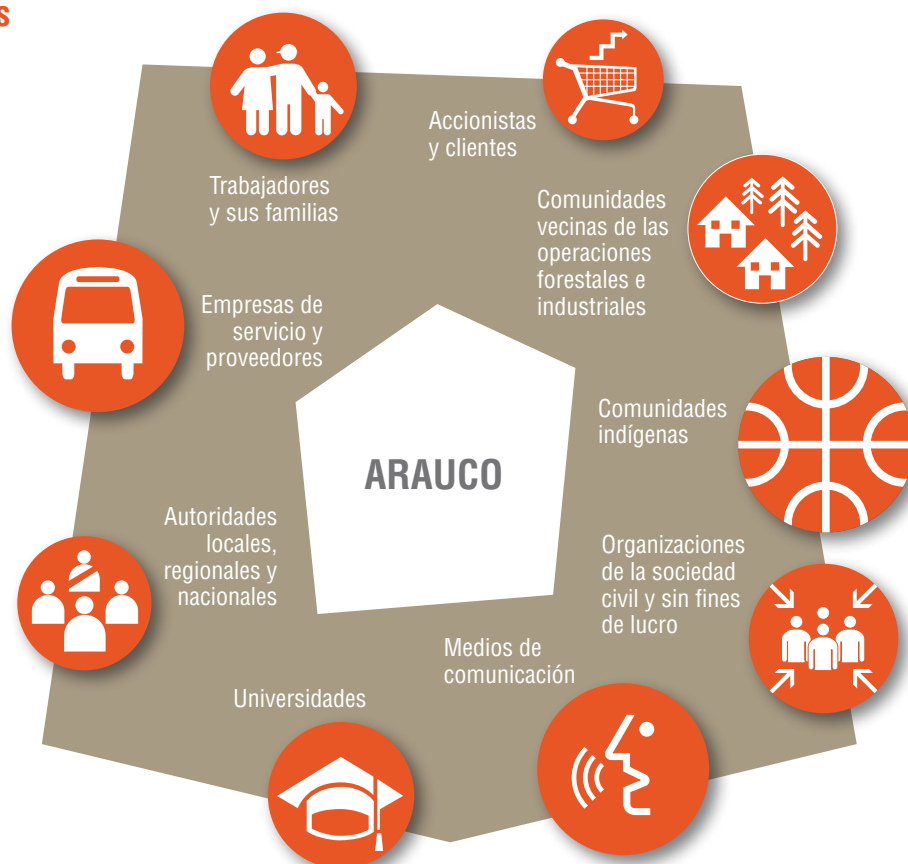 s
Accionistas
y clientes
Trabajadores
y sus familias
Comunidades
vecinas de las
operaciones
forestales e
industriales
Empresas de
servicio y
proveedores
Comunidades
indígenas
ARAUCO
Autoridades
locales,
regionales y
nacionales
Organizaciones
de la sociedad
civil y sin fines
de lucro
Medios de
comunicación
Universidades